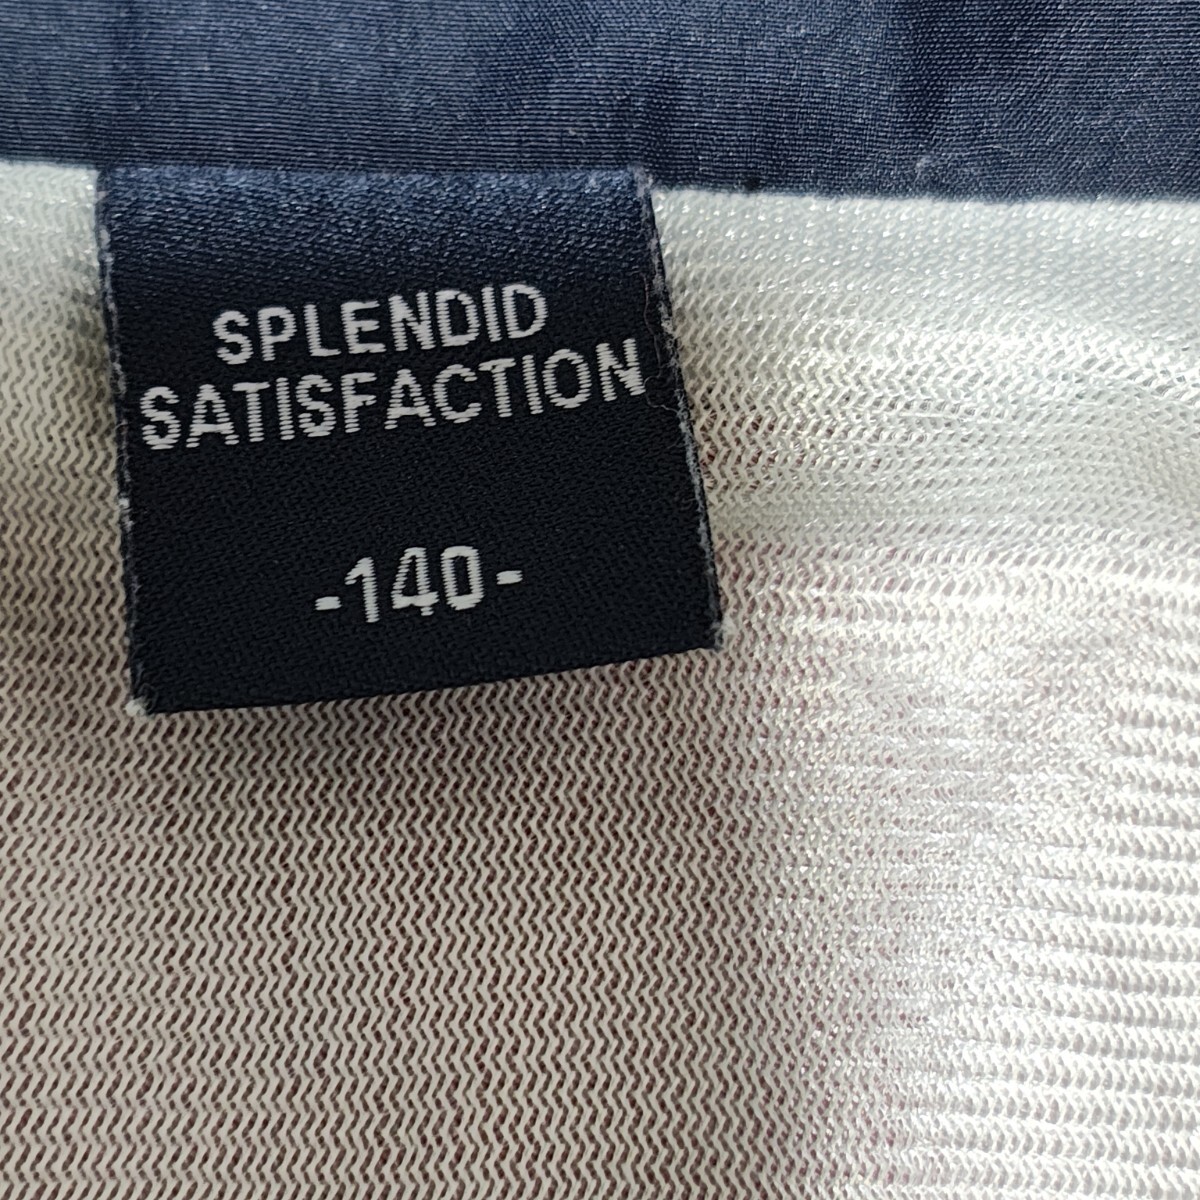 SPLENDID
SATISFACTION
-140-